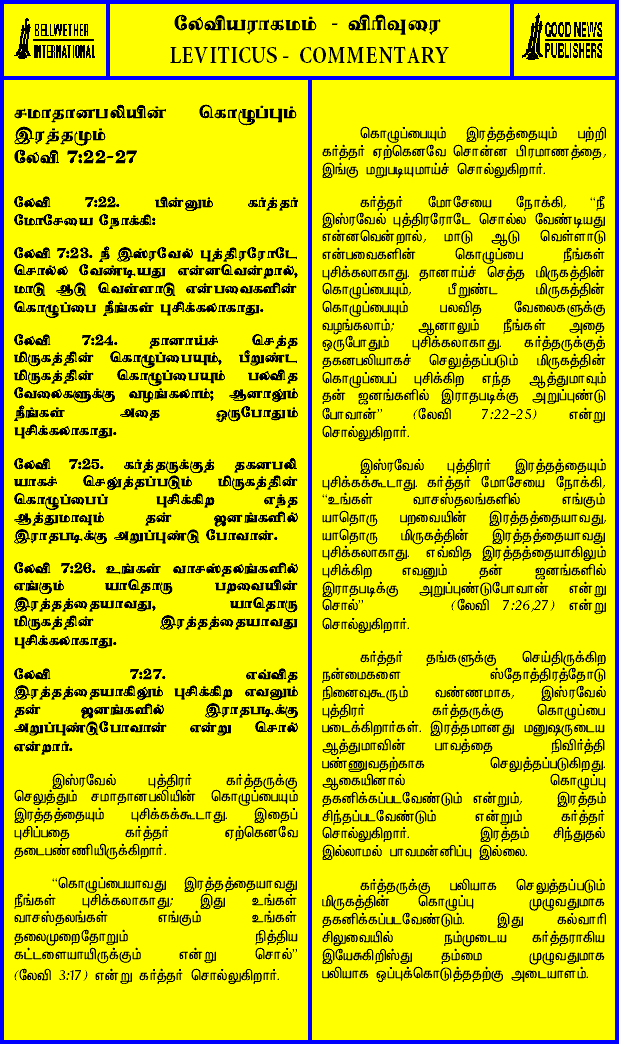 BELLWETHER
INTERNATIONAL
லேவியராகமம் - விரிவுரை
LEVITICUS - COMMENTARY
GOOD NEWS
PUBLISHERS
சமாதானபலியின் கொழுப்பும்
இரத்தமும்
லேவி 7:22-27
லேவி 7:22. பின்னும் கர்த்தர்
மோசேயை நோக்கி:
லேவி 7:23. நீ இஸ்ரவேல் புத்திரரோடே
சொல்ல வேண்டியது என்னவென்றால்,
மாடு ஆடு வெள்ளாடு என்பவைகளின்
கொழுப்பை நீங்கள் புசிக்கலாகாது.
லேவி 7:24. தானாய்ச் செத்த
மிருகத்தின் கொழுப்பையும், பீறுண்ட
மிருகத்தின் கொழுப்பையும் பலவித
வேலைகளுக்கு வழங்கலாம்; ஆனாலும்
நீங்கள் அதை ஒருபோதும்
புசிக்கலாகாது.
லேவி 7:25. கர்த்தருக்குத் தகனபலி
யாகச் செலுத்தப்படும் மிருகத்தின்
கொழுப்பைப் புசிக்கிற எந்த
ஆத்துமாவும் தன் ஜனங்களில்
இராதபடிக்கு அறுப்புண்டு போவான்.
லேவி 7:26. உங்கள் வாசஸ்தலங்களில்
எங்கும் யாதொரு பறவையின்
இரத்தத்தையாவது, யாதொரு
மிருகத்தின் இரத்தத்தையாவது
புசிக்கலாகாது.
லேவி 7:27. எவ்வித
இரத்தத்தையாகிலும் புசிக்கிற எவனும்
தன் ஜனங்களில் இராதபடிக்கு
அறுப்புண்டுபோவான் என்று சொல்
என்றார்.
இஸ்ரவேல் புத்திரர் கர்த்தருக்கு
செலுத்தும் சமாதானபலியின் கொழுப்பையும்
இரத்தத்தையும் புசிக்கக்கூடாது. இதைப்
புசிப்பதை கர்த்தர் ஏற்கெனவே
தடைபண்ணியிருக்கிறார்.
“கொழுப்பையாவது இரத்தத்தையாவது
நீங்கள் புசிக்கலாகாது; இது உங்கள்
வாசஸ்தலங்கள் எங்கும் உங்கள்
தலைமுறைதோறும் நித்திய
கட்டளையாயிருக்கும் என்று சொல்”
(லேவி 3:17) என்று கர்த்தர் சொல்லுகிறார்.
கொழுப்பையும் இரத்தத்தையும் பற்றி
கர்த்தர் ஏற்கெனவே சொன்ன பிரமாணத்தை,
இங்கு மறுபடியுமாய்ச் சொல்லுகிறார்.
கர்த்தர் மோசேயை நோக்கி, “நீ
இஸ்ரவேல் புத்திரரோடே சொல்ல வேண்டியது
என்னவென்றால், மாடு ஆடு வெள்ளாடு
என்பவைகளின் கொழுப்பை நீங்கள்
புசிக்கலாகாது. தானாய்ச் செத்த மிருகத்தின்
கொழுப்பையும், பீறுண்ட மிருகத்தின்
கொழுப்பையும் பலவித வேலைகளுக்கு
வழங்கலாம்; ஆனாலும் நீங்கள் அதை
ஒருபோதும் புசிக்கலாகாது. கர்த்தருக்குத்
தகனபலியாகச் செலுத்தப்படும் மிருகத்தின்
கொழுப்பைப் புசிக்கிற எந்த ஆத்துமாவும்
தன் ஜனங்களில் இராதபடிக்கு அறுப்புண்டு
போவான்” (லேவி 7:22-25) என்று
சொல்லுகிறார்.
இஸ்ரவேல் புத்திரர் இரத்தத்தையும்
புசிக்கக்கூடாது. கர்த்தர் மோசேயை நோக்கி,
“உங்கள் வாசஸ்தலங்களில் எங்கும்
யாதொரு பறவையின் இரத்தத்தையாவது,
யாதொரு மிருகத்தின் இரத்தத்தையாவது
புசிக்கலாகாது. எவ்வித இரத்தத்தையாகிலும்
புசிக்கிற எவனும் தன் ஜனங்களில்
இராதபடிக்கு அறுப்புண்டுபோவான் என்று
சொல்” (லேவி 7:26,27) என்று
சொல்லுகிறார்.
கர்த்தர் தங்களுக்கு செய்திருக்கிற
நன்மைகளை ஸ்தோத்திரத்தோடு
நினைவுகூரும் வண்ணமாக, இஸ்ரவேல்
புத்திரர் கர்த்தருக்கு கொழுப்பை
படைக்கிறார்கள். இரத்தமானது மனுஷருடைய
ஆத்துமாவின் பாவத்தை நிவிர்த்தி
பண்ணுவதற்காக செலுத்தப்படுகிறது.
ஆகையினால் கொழுப்பு
தகனிக்கப்படவேண்டும் என்றும், இரத்தம்
சிந்தப்படவேண்டும் என்றும் கர்த்தர்
சொல்லுகிறார். இரத்தம் சிந்துதல்
இல்லாமல் பாவமன்னிப்பு இல்லை.
கர்த்தருக்கு பலியாக செலுத்தப்படும்
மிருகத்தின் கொழுப்பு முழுவதுமாக
தகனிக்கப்படவேண்டும். இது கல்வாரி
சிலுவையில் நம்முடைய கர்த்தராகிய
இயேசுகிறிஸ்து தம்மை முழுவதுமாக
பலியாக ஒப்புக்கொடுத்ததற்கு அடையாளம்.